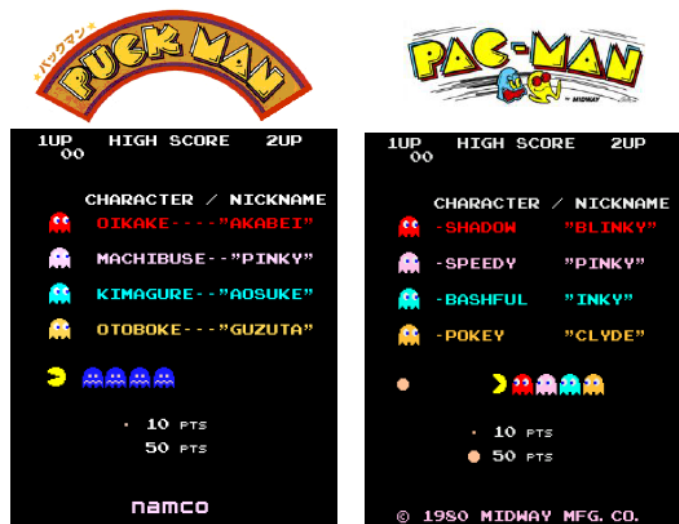 パックマン
PUCK MAN
1UP HIGH SCORE 2UP
00
CHARACTER / NICKNAME
OIKAKE----"AKABEI"
MACHIBUSE--"PINKY"
KIMAGURE--"AOSUKE"
OTOBOKE---"GUZUTA"
10 PTS
50 PTS
namco
PAC-MAN
BY MIDWAY
1UP HIGH SCORE 2UP
00
CHARACTER / NICKNAME
-SHADOW "BLINKY"
-SPEEDY "PINKY"
-BASHFUL "INKY"
-POKEY "CLYDE"
10 PTS
50 PTS
© 1980 MIDWAY MFG. CO.